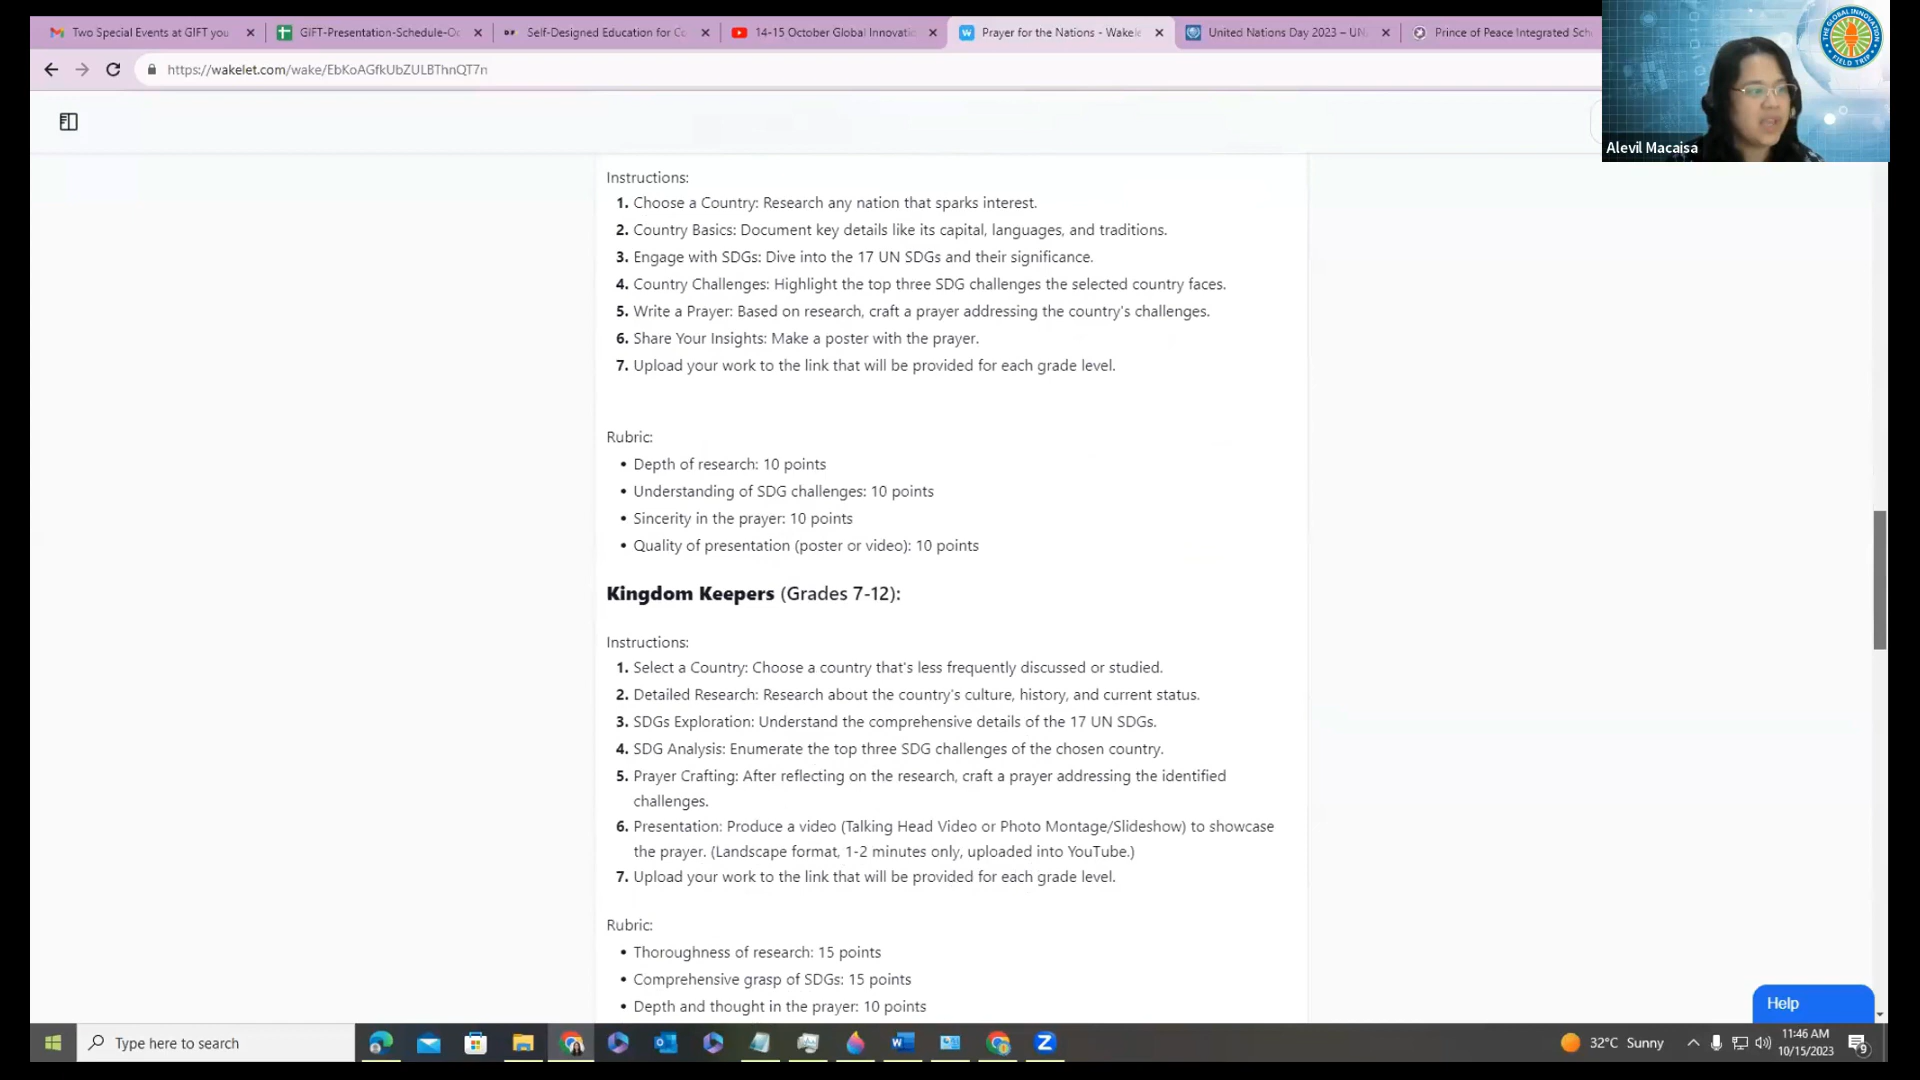 Two Special Events at GIFT you
GIFT-Presentation-Schedule-Oc
Self-Designed Education for Co
14-15 October Global Innovati
Prayer for the Nations - Wakele
United Nations Day 2023 – UN
Prince of Peace Integrated Sch
https://wakelet.com/wake/EbKoAGfkUbZULBThnQT7n
THE GLOBAL INNOVATION
FIELD TRIP
Alevil Macaisa
Instructions:
1. Choose a Country: Research any nation that sparks interest.
2. Country Basics: Document key details like its capital, languages, and traditions.
3. Engage with SDGs: Dive into the 17 UN SDGs and their significance.
4. Country Challenges: Highlight the top three SDG challenges the selected country faces.
5. Write a Prayer: Based on research, craft a prayer addressing the country's challenges.
6. Share Your Insights: Make a poster with the prayer.
7. Upload your work to the link that will be provided for each grade level.
Rubric:
• Depth of research: 10 points
• Understanding of SDG challenges: 10 points
• Sincerity in the prayer: 10 points
• Quality of presentation (poster or video): 10 points
Kingdom Keepers (Grades 7-12):
Instructions:
1. Select a Country: Choose a country that's less frequently discussed or studied.
2. Detailed Research: Research about the country's culture, history, and current status.
3. SDGs Exploration: Understand the comprehensive details of the 17 UN SDGs.
4. SDG Analysis: Enumerate the top three SDG challenges of the chosen country.
5. Prayer Crafting: After reflecting on the research, craft a prayer addressing the identified
challenges.
6. Presentation: Produce a video (Talking Head Video or Photo Montage/Slideshow) to showcase
the prayer. (Landscape format, 1-2 minutes only, uploaded into YouTube.)
7. Upload your work to the link that will be provided for each grade level.
Rubric:
• Thoroughness of research: 15 points
• Comprehensive grasp of SDGs: 15 points
• Depth and thought in the prayer: 10 points
Help
Type here to search
32°C Sunny
11:46 AM
10/15/2023
9